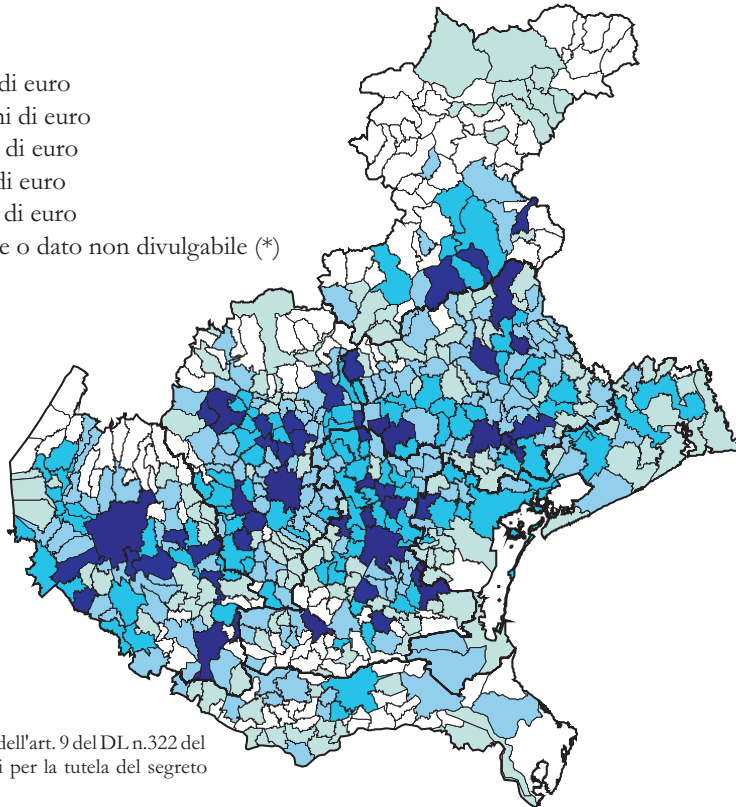 di euro
ni di euro
di euro
di euro
di euro
e o dato non divulgabile (*)
dell'art. 9 del DL n.322 del
i per la tutela del segreto